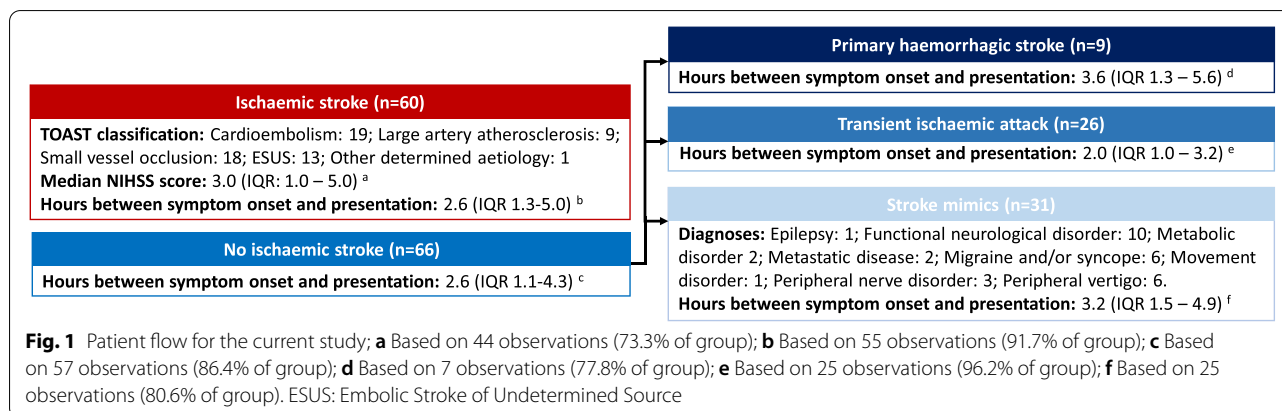 Ischaemic stroke (n=60)
TOAST classification: Cardioembolism: 19; Large artery atherosclerosis: 9;
Small vessel occlusion: 18; ESUS: 13; Other determined aetiology: 1
Median NIHSS score: 3.0 (IQR: 1.0 – 5.0) a
Hours between symptom onset and presentation: 2.6 (IQR 1.3-5.0) b
No ischaemic stroke (n=66)
Hours between symptom onset and presentation: 2.6 (IQR 1.1-4.3) c
Primary haemorrhagic stroke (n=9)
Hours between symptom onset and presentation: 3.6 (IQR 1.3 – 5.6) d
Transient ischaemic attack (n=26)
Hours between symptom onset and presentation: 2.0 (IQR 1.0 – 3.2) e
Stroke mimics (n=31)
Diagnoses: Epilepsy: 1; Functional neurological disorder: 10; Metabolic
disorder 2; Metastatic disease: 2; Migraine and/or syncope: 6; Movement
disorder: 1; Peripheral nerve disorder: 3; Peripheral vertigo: 6.
Hours between symptom onset and presentation: 3.2 (IQR 1.5 – 4.9) f
Fig. 1 Patient flow for the current study; a Based on 44 observations (73.3% of group); b Based on 55 observations (91.7% of group); c Based
on 57 observations (86.4% of group); d Based on 7 observations (77.8% of group); e Based on 25 observations (96.2% of group); f Based on 25
observations (80.6% of group). ESUS: Embolic Stroke of Undetermined Source